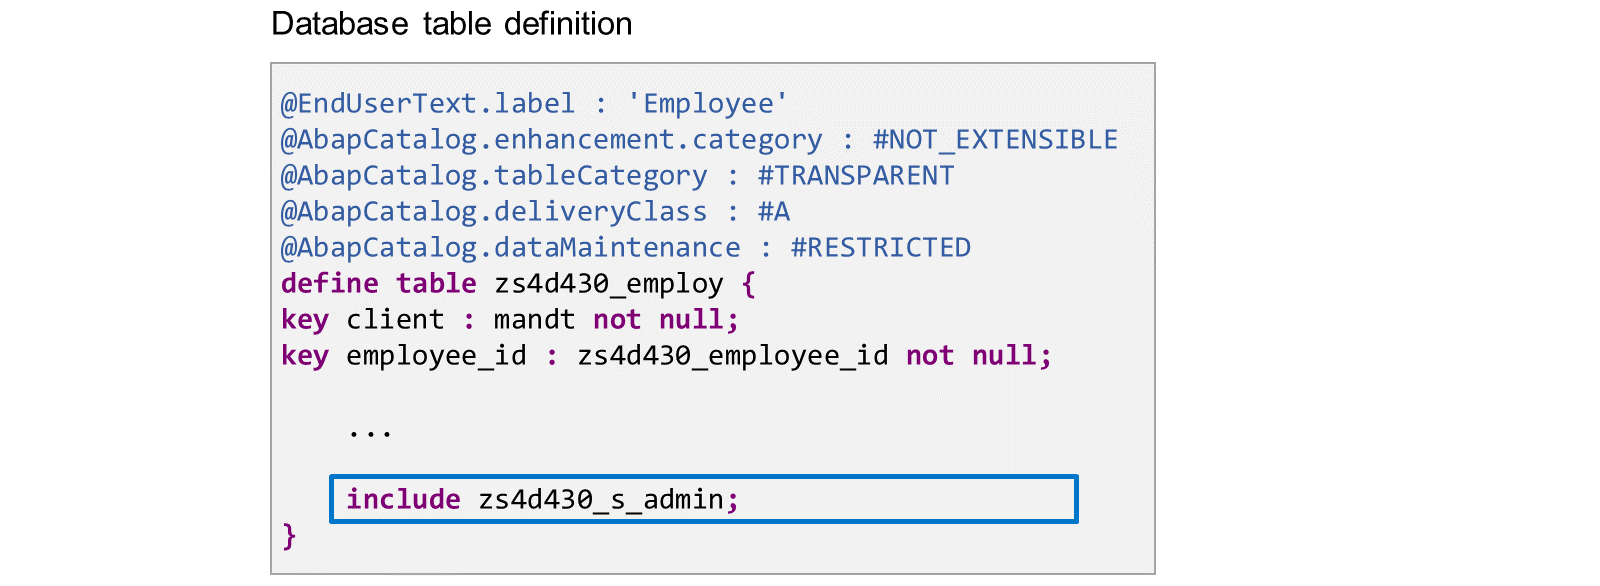 Database table definition
@EndUserText.label : 'Employee'
@AbapCatalog.enhancement.category : #NOT_EXTENSIBLE
@AbapCatalog.tableCategory : #TRANSPARENT
@AbapCatalog.deliveryClass : #A
@AbapCatalog.dataMaintenance : #RESTRICTED
define table zs4d430_employ {
key client : mandt not null;
key employee_id : zs4d430_employee_id not null;
...
include zs4d430_s_admin;
}